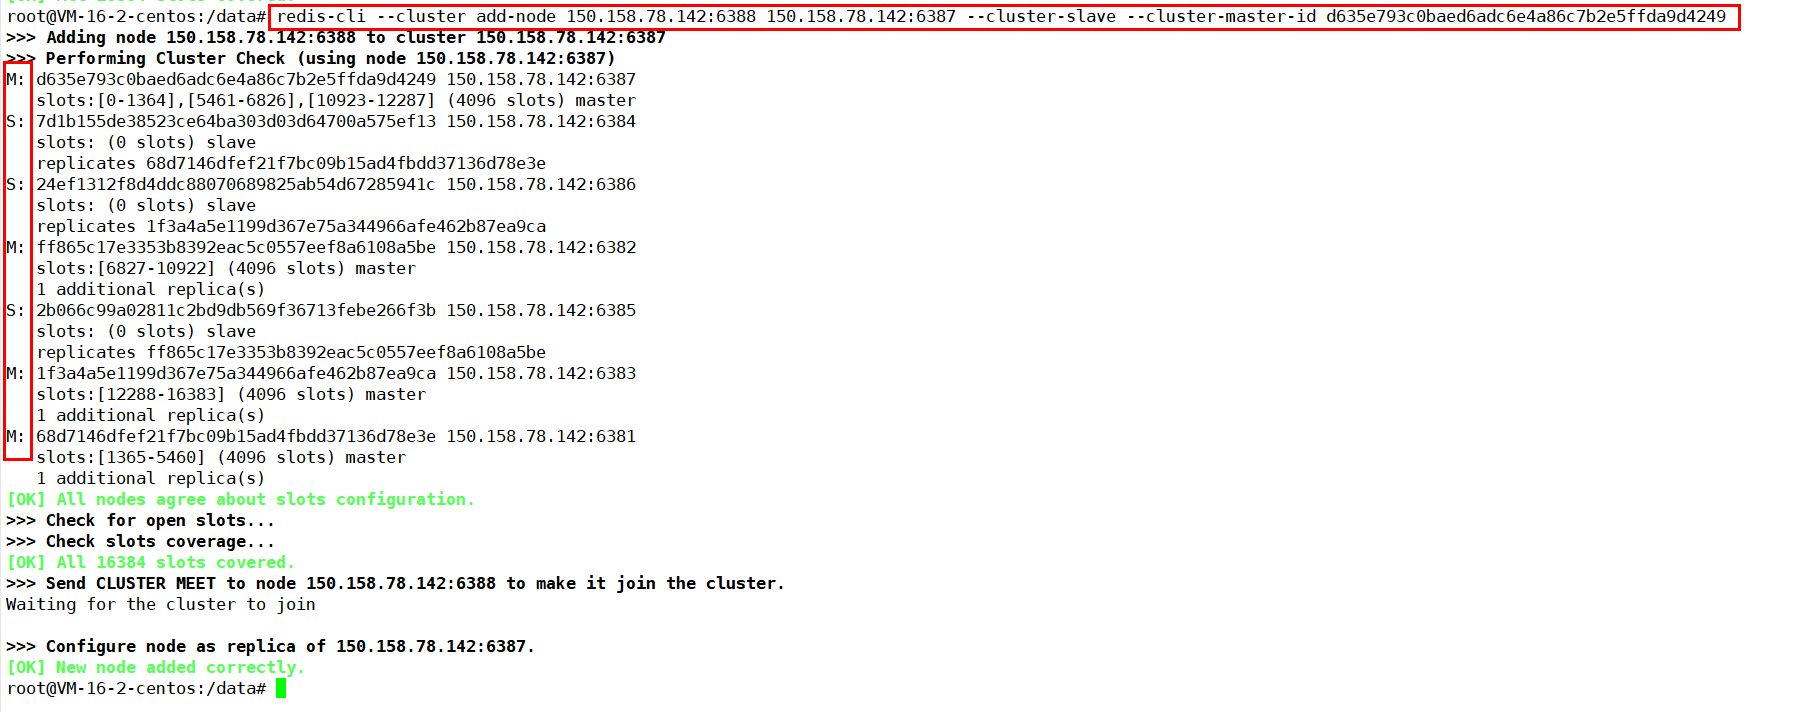 root@VM-16-2-centos:/data# redis-cli --cluster add-node 150.158.78.142:6388 150.158.78.142:6387 --cluster-slave --cluster-master-id d635e793c0baed6adc6e4a86c7b2e5ffda9d4249
>>> Adding node 150.158.78.142:6388 to cluster 150.158.78.142:6387
>>> Performing Cluster Check (using node 150.158.78.142:6387)
M: d635e793c0baed6adc6e4a86c7b2e5ffda9d4249 150.158.78.142:6387
slots:[0-1364],[5461-6826],[10923-12287] (4096 slots) master
S: 7d1b155de38523ce64ba303d03d64700a575ef13 150.158.78.142:6384
slots: (0 slots) slave
replicates 68d7146dfef21f7bc09b15ad4fbdd37136d78e3e
S: 24ef1312f8d4ddc88070689825ab54d67285941c 150.158.78.142:6386
slots: (0 slots) slave
replicates 1f3a4a5e1199d367e75a344966afe462b87ea9ca
M: ff865c17e3353b8392eac5c0557eef8a6108a5be 150.158.78.142:6382
slots:[6827-10922] (4096 slots) master
1 additional replica(s)
S: 2b066c99a02811c2bd9db569f36713febe266f3b 150.158.78.142:6385
slots: (0 slots) slave
replicates ff865c17e3353b8392eac5c0557eef8a6108a5be
M: 1f3a4a5e1199d367e75a344966afe462b87ea9ca 150.158.78.142:6383
slots:[12288-16383] (4096 slots) master
1 additional replica(s)
M: 68d7146dfef21f7bc09b15ad4fbdd37136d78e3e 150.158.78.142:6381
slots:[1365-5460] (4096 slots) master
1 additional replica(s)
[OK] All nodes agree about slots configuration.
>>> Check for open slots...
>>> Check slots coverage...
[OK] All 16384 slots covered.
>>> Send CLUSTER MEET to node 150.158.78.142:6388 to make it join the cluster.
Waiting for the cluster to join
>>> Configure node as replica of 150.158.78.142:6387.
[OK] New node added correctly.
root@VM-16-2-centos:/data#